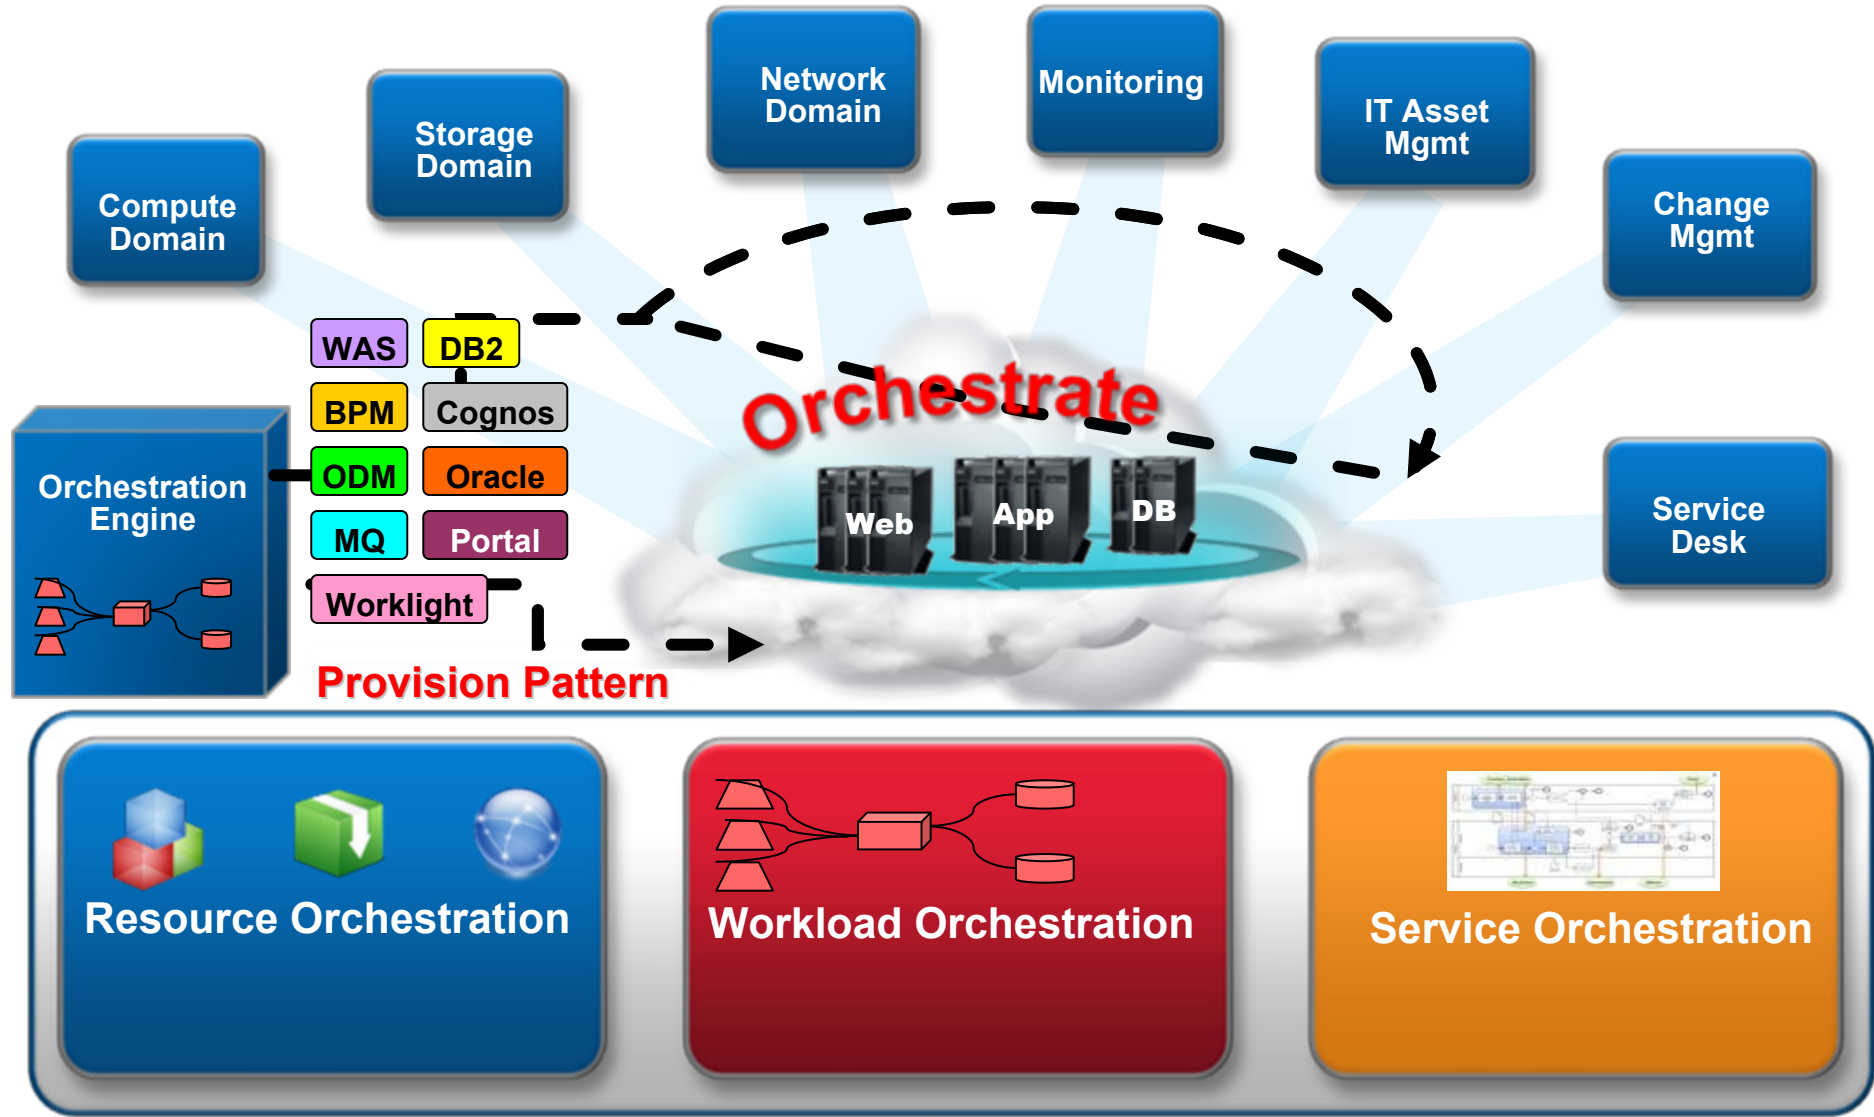 Compute
Domain
Storage
Domain
Network
Domain
Monitoring
IT Asset
Mgmt
Change
Mgmt
Service
Desk
Orchestration
Engine
WAS
DB2
BPM
Cognos
ODM
Oracle
MQ
Portal
Worklight
Provision Pattern
Orchestrate
Web
App
DB
Resource Orchestration
Workload Orchestration
Service Orchestration